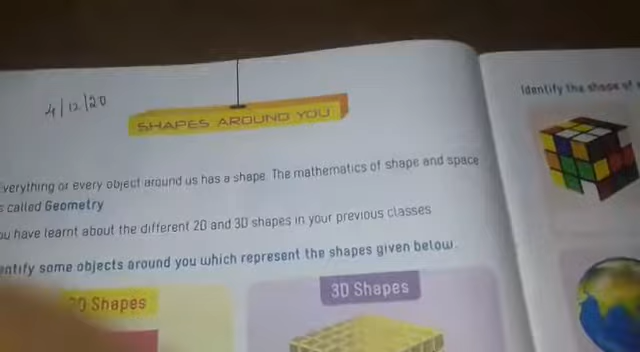 4/12/20
SHAPES AROUND YOU
Everything or every object around us has a shape. The mathematics of shape and space
is called Geometry
You have learnt about the different 2D and 3D shapes in your previous classes
Identify some objects around you which represent the shapes given below.
2D Shapes
3D Shapes
Identify the shape of